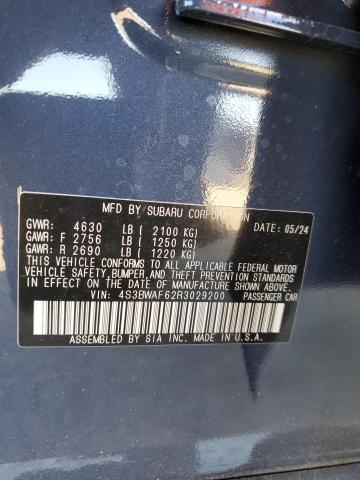 MFD BY SUBARU CORPORATION DATE: 05/24
GVWR: 4630 LB ( 2100 KG)
GAWR: F 2756 LB ( 1250 KG)
GAWR: R 2690 LB ( 1220 KG)
THIS VEHICLE CONFORMS TO ALL APPLICABLE FEDERAL MOTOR
VEHICLE SAFETY, BUMPER, AND THEFT PREVENTION STANDARDS
IN EFFECT ON THE DATE OF MANUFACTURE SHOWN ABOVE.
VIN: 4S3BWAF62R3029200 PASSENGER CAR
ASSEMBLED BY SIA INC. MADE IN U.S.A.